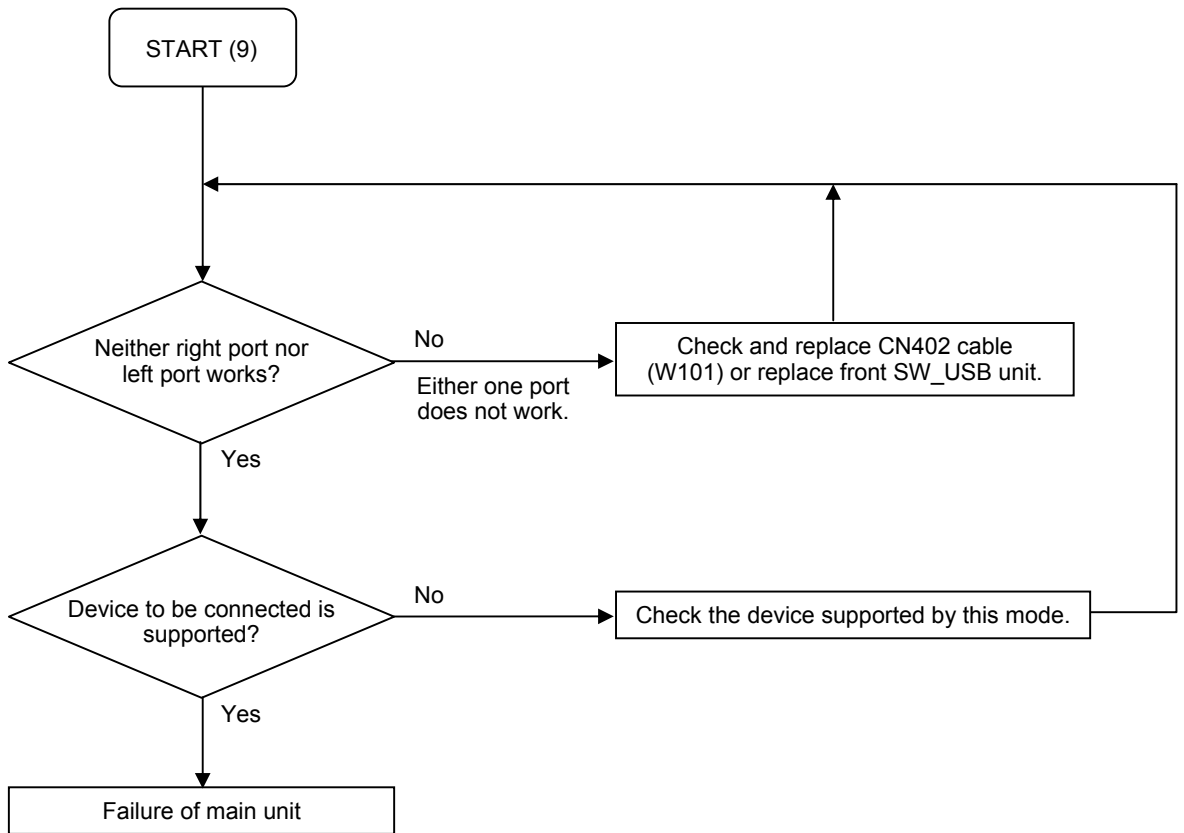 START (9)
Neither right port nor
left port works?
No
Either one port
does not work.
Check and replace CN402 cable
(W101) or replace front SW_USB unit.
Yes
Device to be connected is
supported?
No
Check the device supported by this mode.
Yes
Failure of main unit